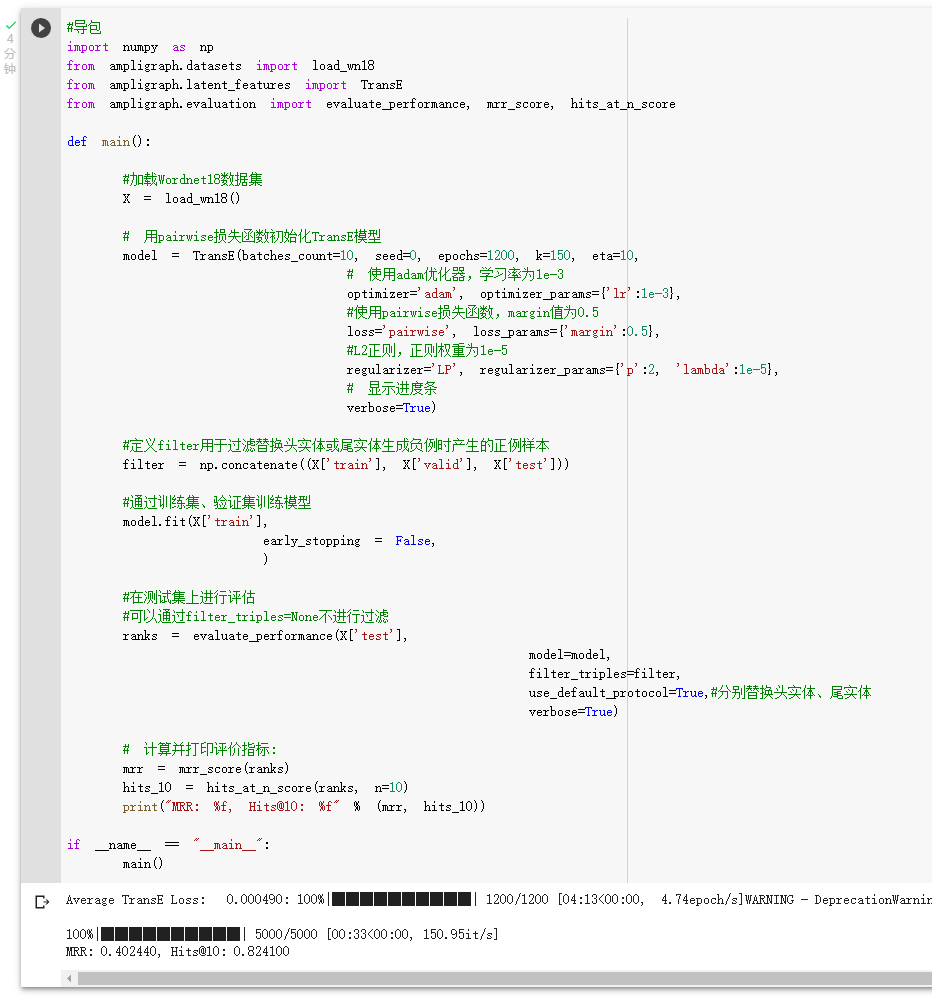 4
分
钟
#导包
import numpy as np
from ampligraph.datasets import load_wn18
from ampligraph.latent_features import TransE
from ampligraph.evaluation import evaluate_performance, mrr_score, hits_at_n_score
def main():
#加载Wordnet18数据集
X = load_wn18()
# 用pairwise损失函数初始化TransE模型
model = TransE(batches_count=10, seed=0, epochs=1200, k=150, eta=10,
# 使用adam优化器，学习率为1e-3
optimizer='adam', optimizer_params={'lr':1e-3},
#使用pairwise损失函数，margin值为0.5
loss='pairwise', loss_params={'margin':0.5},
#L2正则，正则权重为1e-5
regularizer='LP', regularizer_params={'p':2, 'lambda':1e-5},
# 显示进度条
verbose=True)
#定义filter用于过滤替换头实体或尾实体生成负例时产生的正例样本
filter = np.concatenate((X['train'], X['valid'], X['test']))
#通过训练集、验证集训练模型
model.fit(X['train'],
early_stopping = False,
)
#在测试集上进行评估
#可以通过filter_triples=None不进行过滤
ranks = evaluate_performance(X['test'],
model=model,
filter_triples=filter,
use_default_protocol=True,#分别替换头实体、尾实体
verbose=True)
# 计算并打印评价指标:
mrr = mrr_score(ranks)
hits_10 = hits_at_n_score(ranks, n=10)
print("MRR: %f, Hits@10: %f" % (mrr, hits_10))
if __name__ == "__main__":
main()
Average TransE Loss: 0.000490: 100%|██████████| 1200/1200 [04:13<00:00, 4.74epoch/s]WARNING - DeprecationWarnin
100%|██████████| 5000/5000 [00:33<00:00, 150.95it/s]
MRR: 0.402440, Hits@10: 0.824100